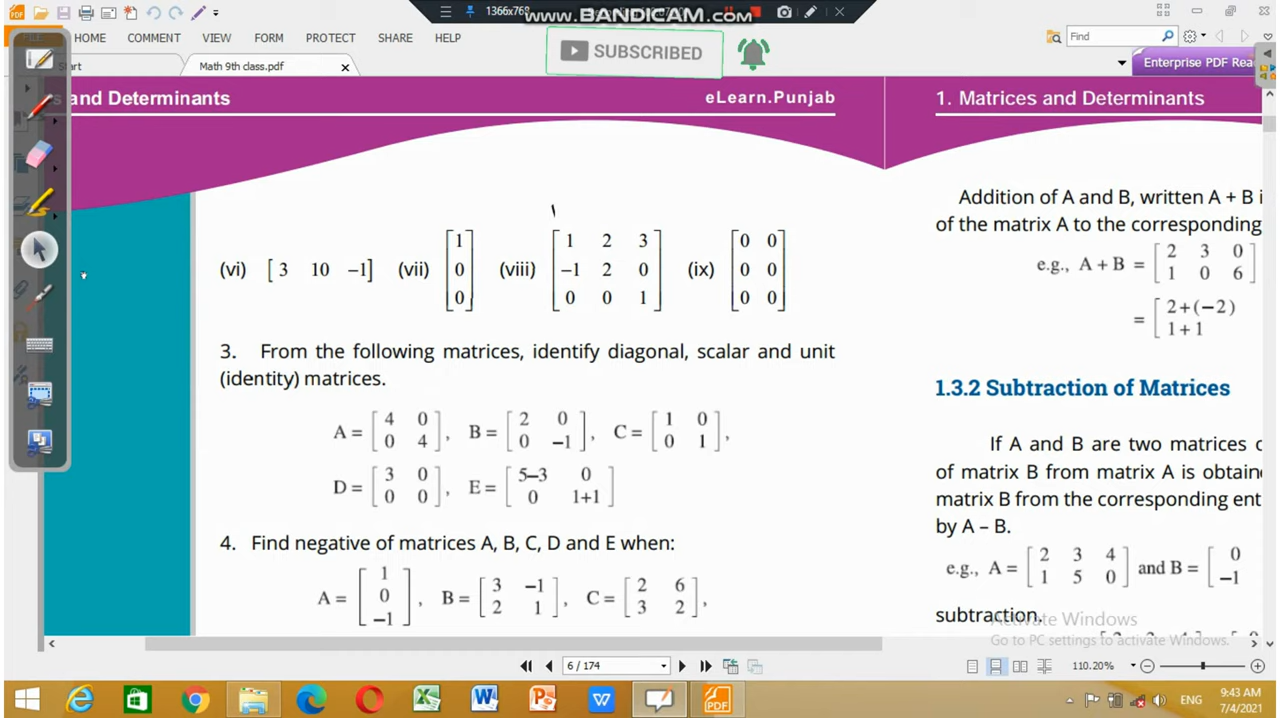 1366x768
www.BANDICAM.com
SUBSCRIBED
HOME COMMENT VIEW FORM PROTECT SHARE HELP
Find
Start
Math 9th class.pdf
Enterprise PDF Rea
s and Determinants
eLearn.Punjab
(vi) [ 3 10 −1] (vii) [1 0 0] (viii) [1 2 3 −1 2 0 0 0 1] (ix) [0 0 0 0 0 0]
3. From the following matrices, identify diagonal, scalar and unit
(identity) matrices.
A = [4 0 0 4], B = [2 0 0 −1], C = [1 0 0 1],
D = [3 0 0 0], E = [5–3 0 0 1+1]
4. Find negative of matrices A, B, C, D and E when:
A = [1 0 −1], B = [3 −1 2 1], C = [2 6 3 2],
1. Matrices and Determinants
Addition of A and B, written A + B i
of the matrix A to the corresponding
e.g., A + B = [2 3 0 1 0 6]
= [2+(−2) 1+1
1.3.2 Subtraction of Matrices
If A and B are two matrices o
of matrix B from matrix A is obtaine
matrix B from the corresponding ent
by A – B.
e.g., A = [2 3 4 1 5 0] and B = [0 −1
subtraction.
Activate Windows
Go to PC settings to activate Windows.
6 / 174
110.20%
ENG
9:43 AM
7/4/2021